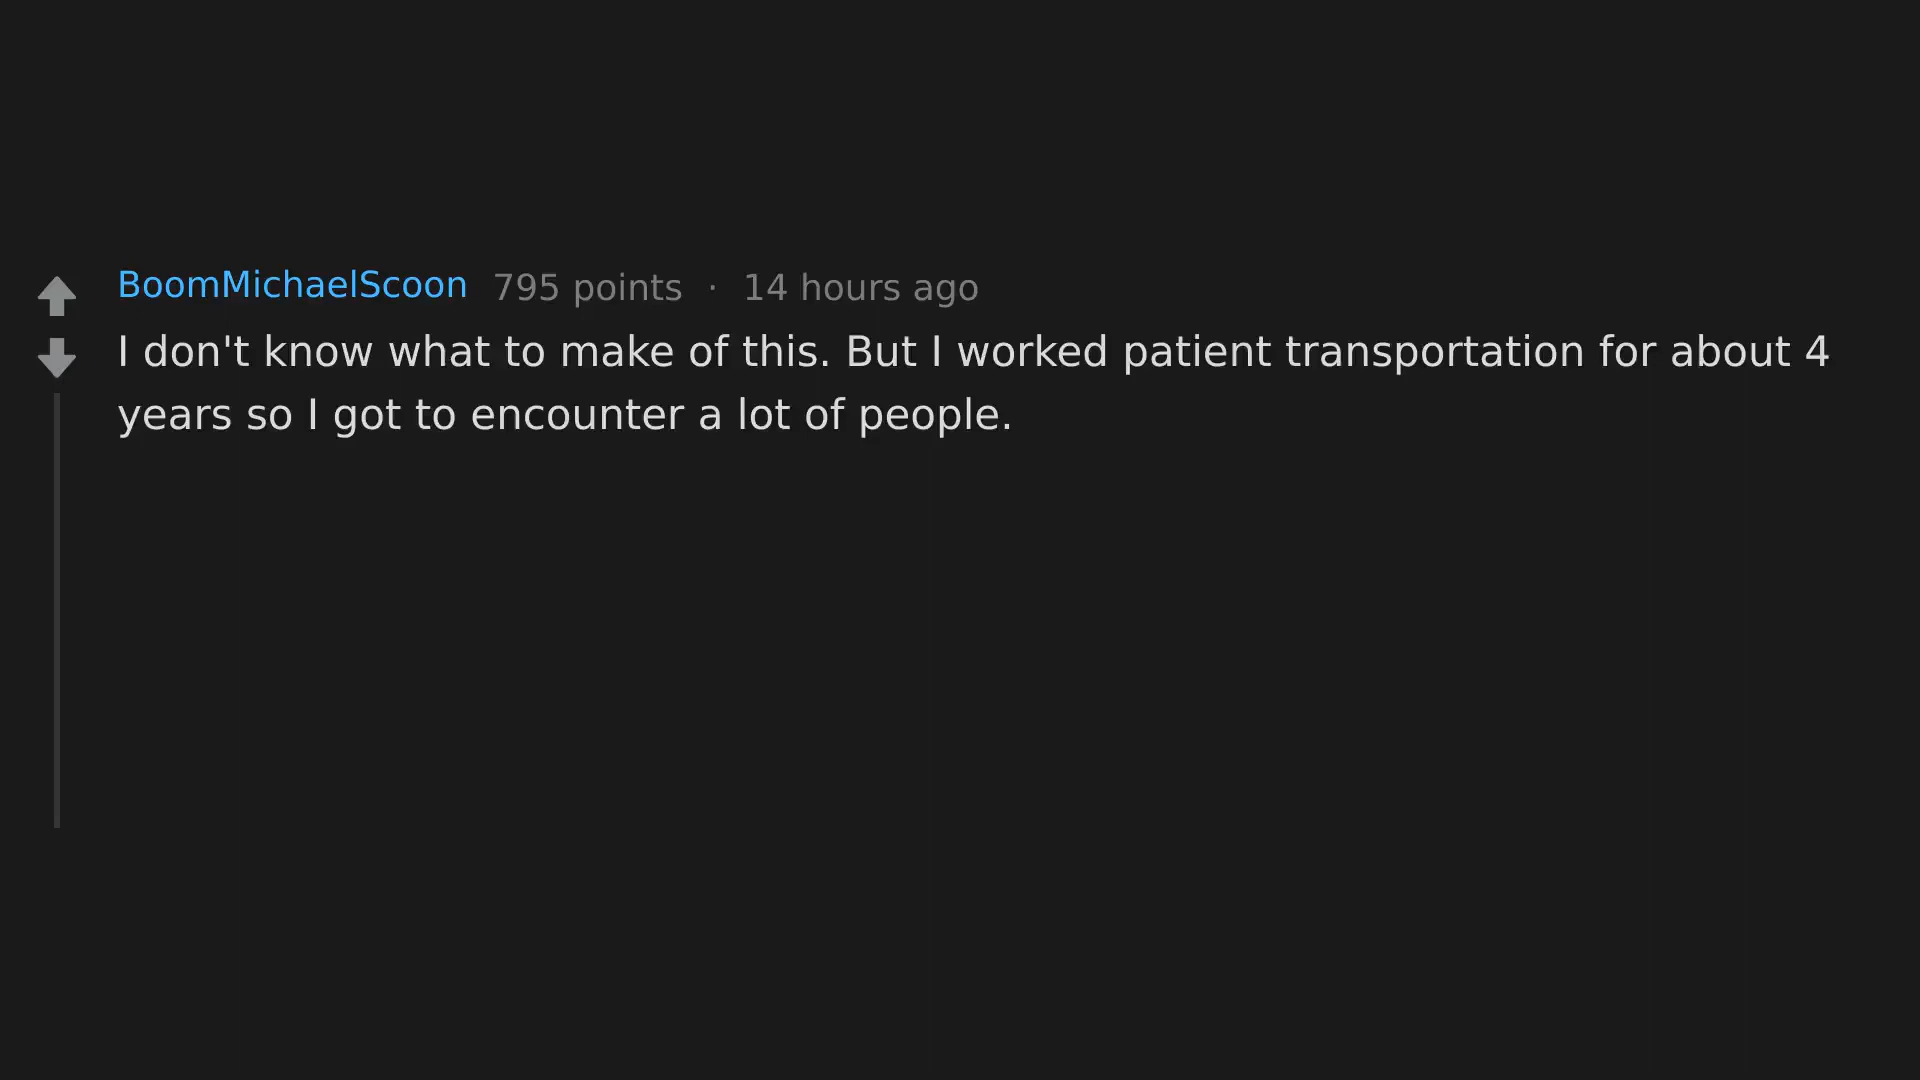 BoomMichaelScoon 795 points · 14 hours ago
I don't know what to make of this. But I worked patient transportation for about 4
years so I got to encounter a lot of people.